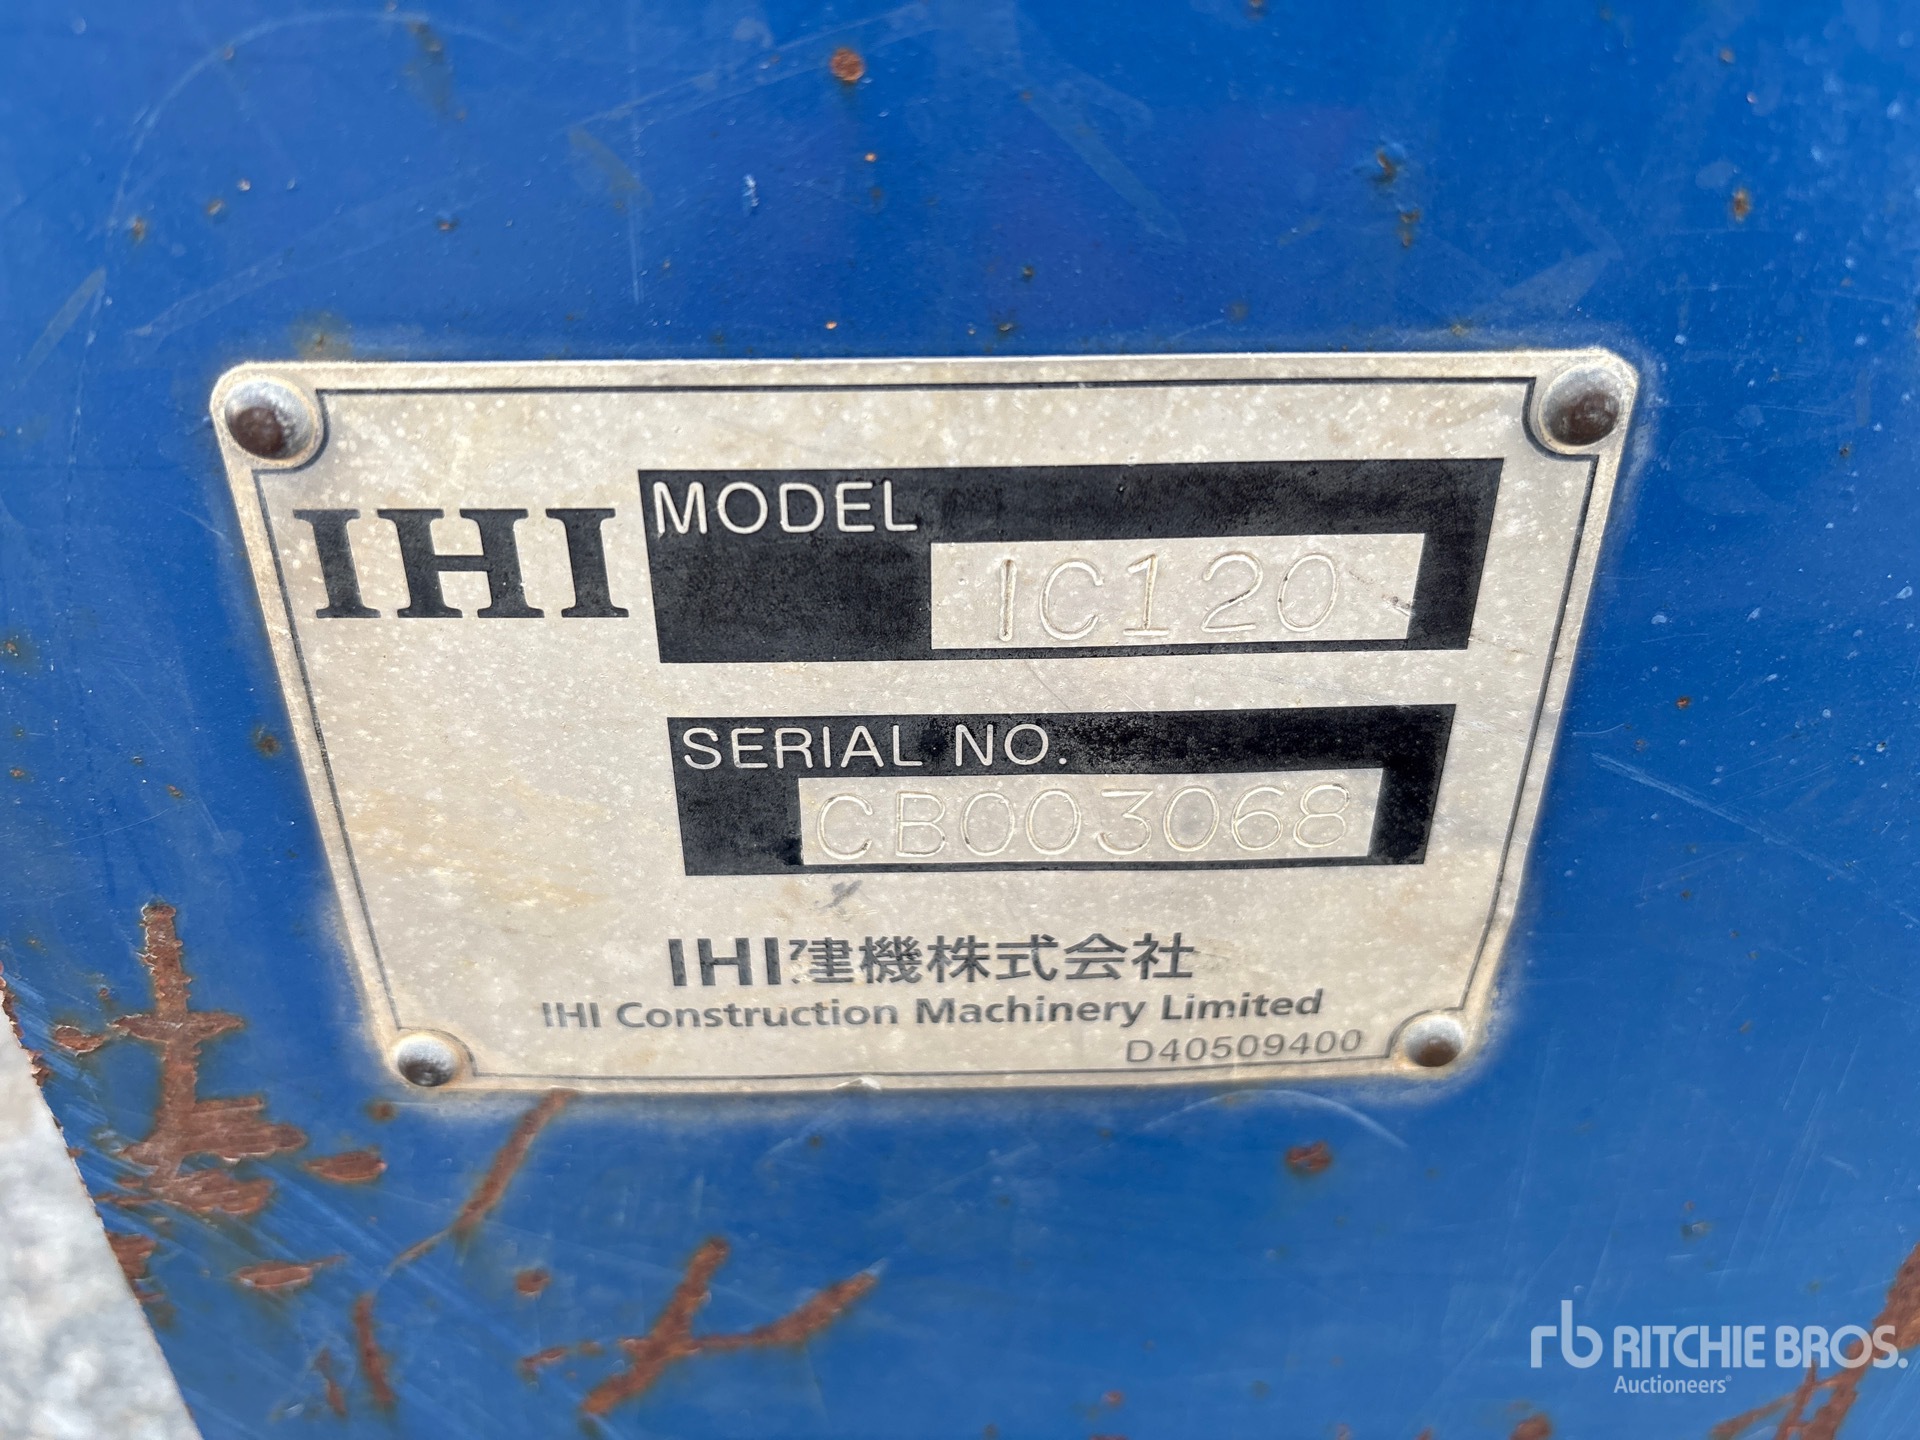 IHI
MODEL
IC120
SERIAL NO.
CB003068
IHI建機株式会社
IHI Construction Machinery Limited
D40509400
rb RITCHIE BROS.
Auctioneers®